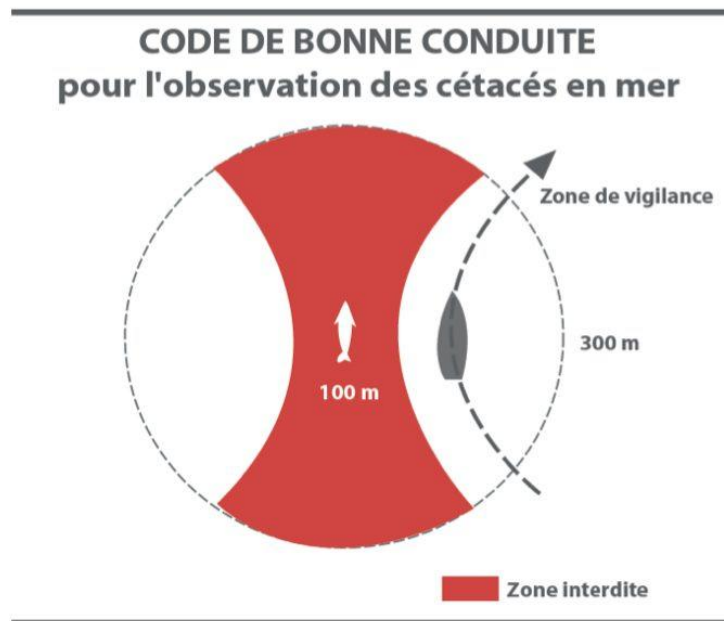 CODE DE BONNE CONDUITE
pour l'observation des cétacés en mer
Zone de vigilance
300 m
100 m
Zone interdite